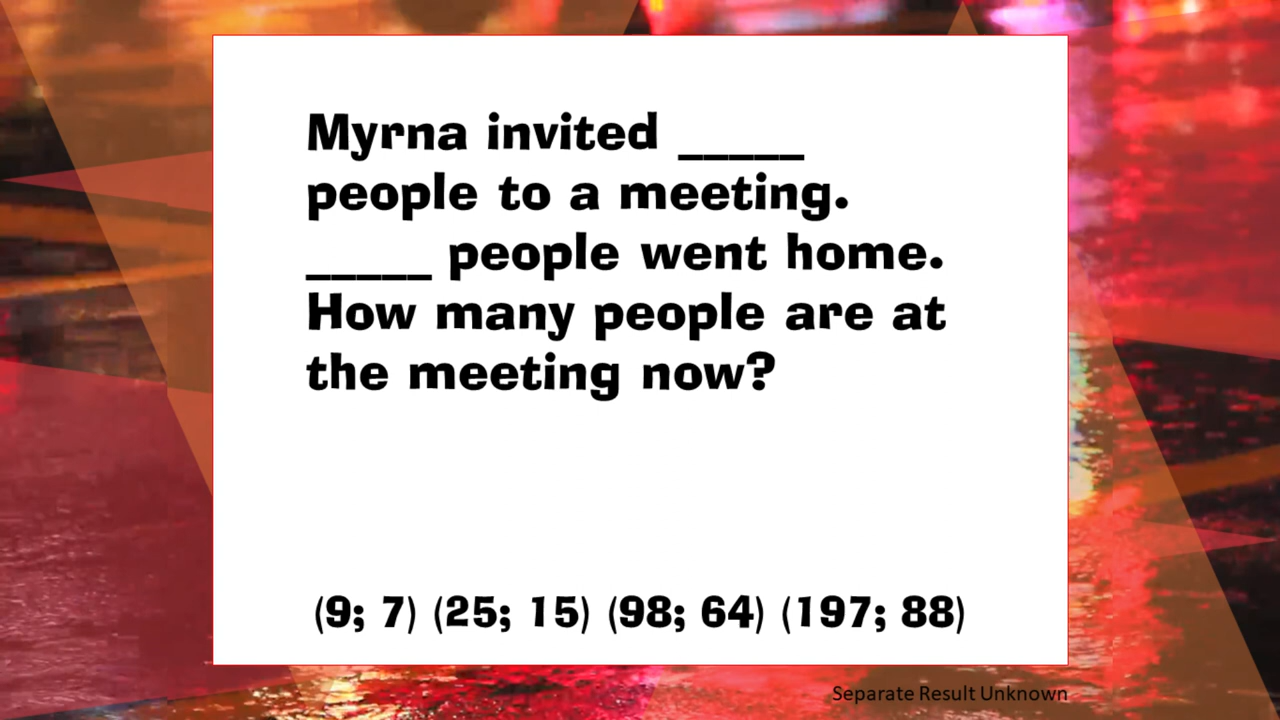 Myrna invited _____
people to a meeting.
_____ people went home.
How many people are at
the meeting now?
(9; 7) (25; 15) (98; 64) (197; 88)
Separate Result Unknown